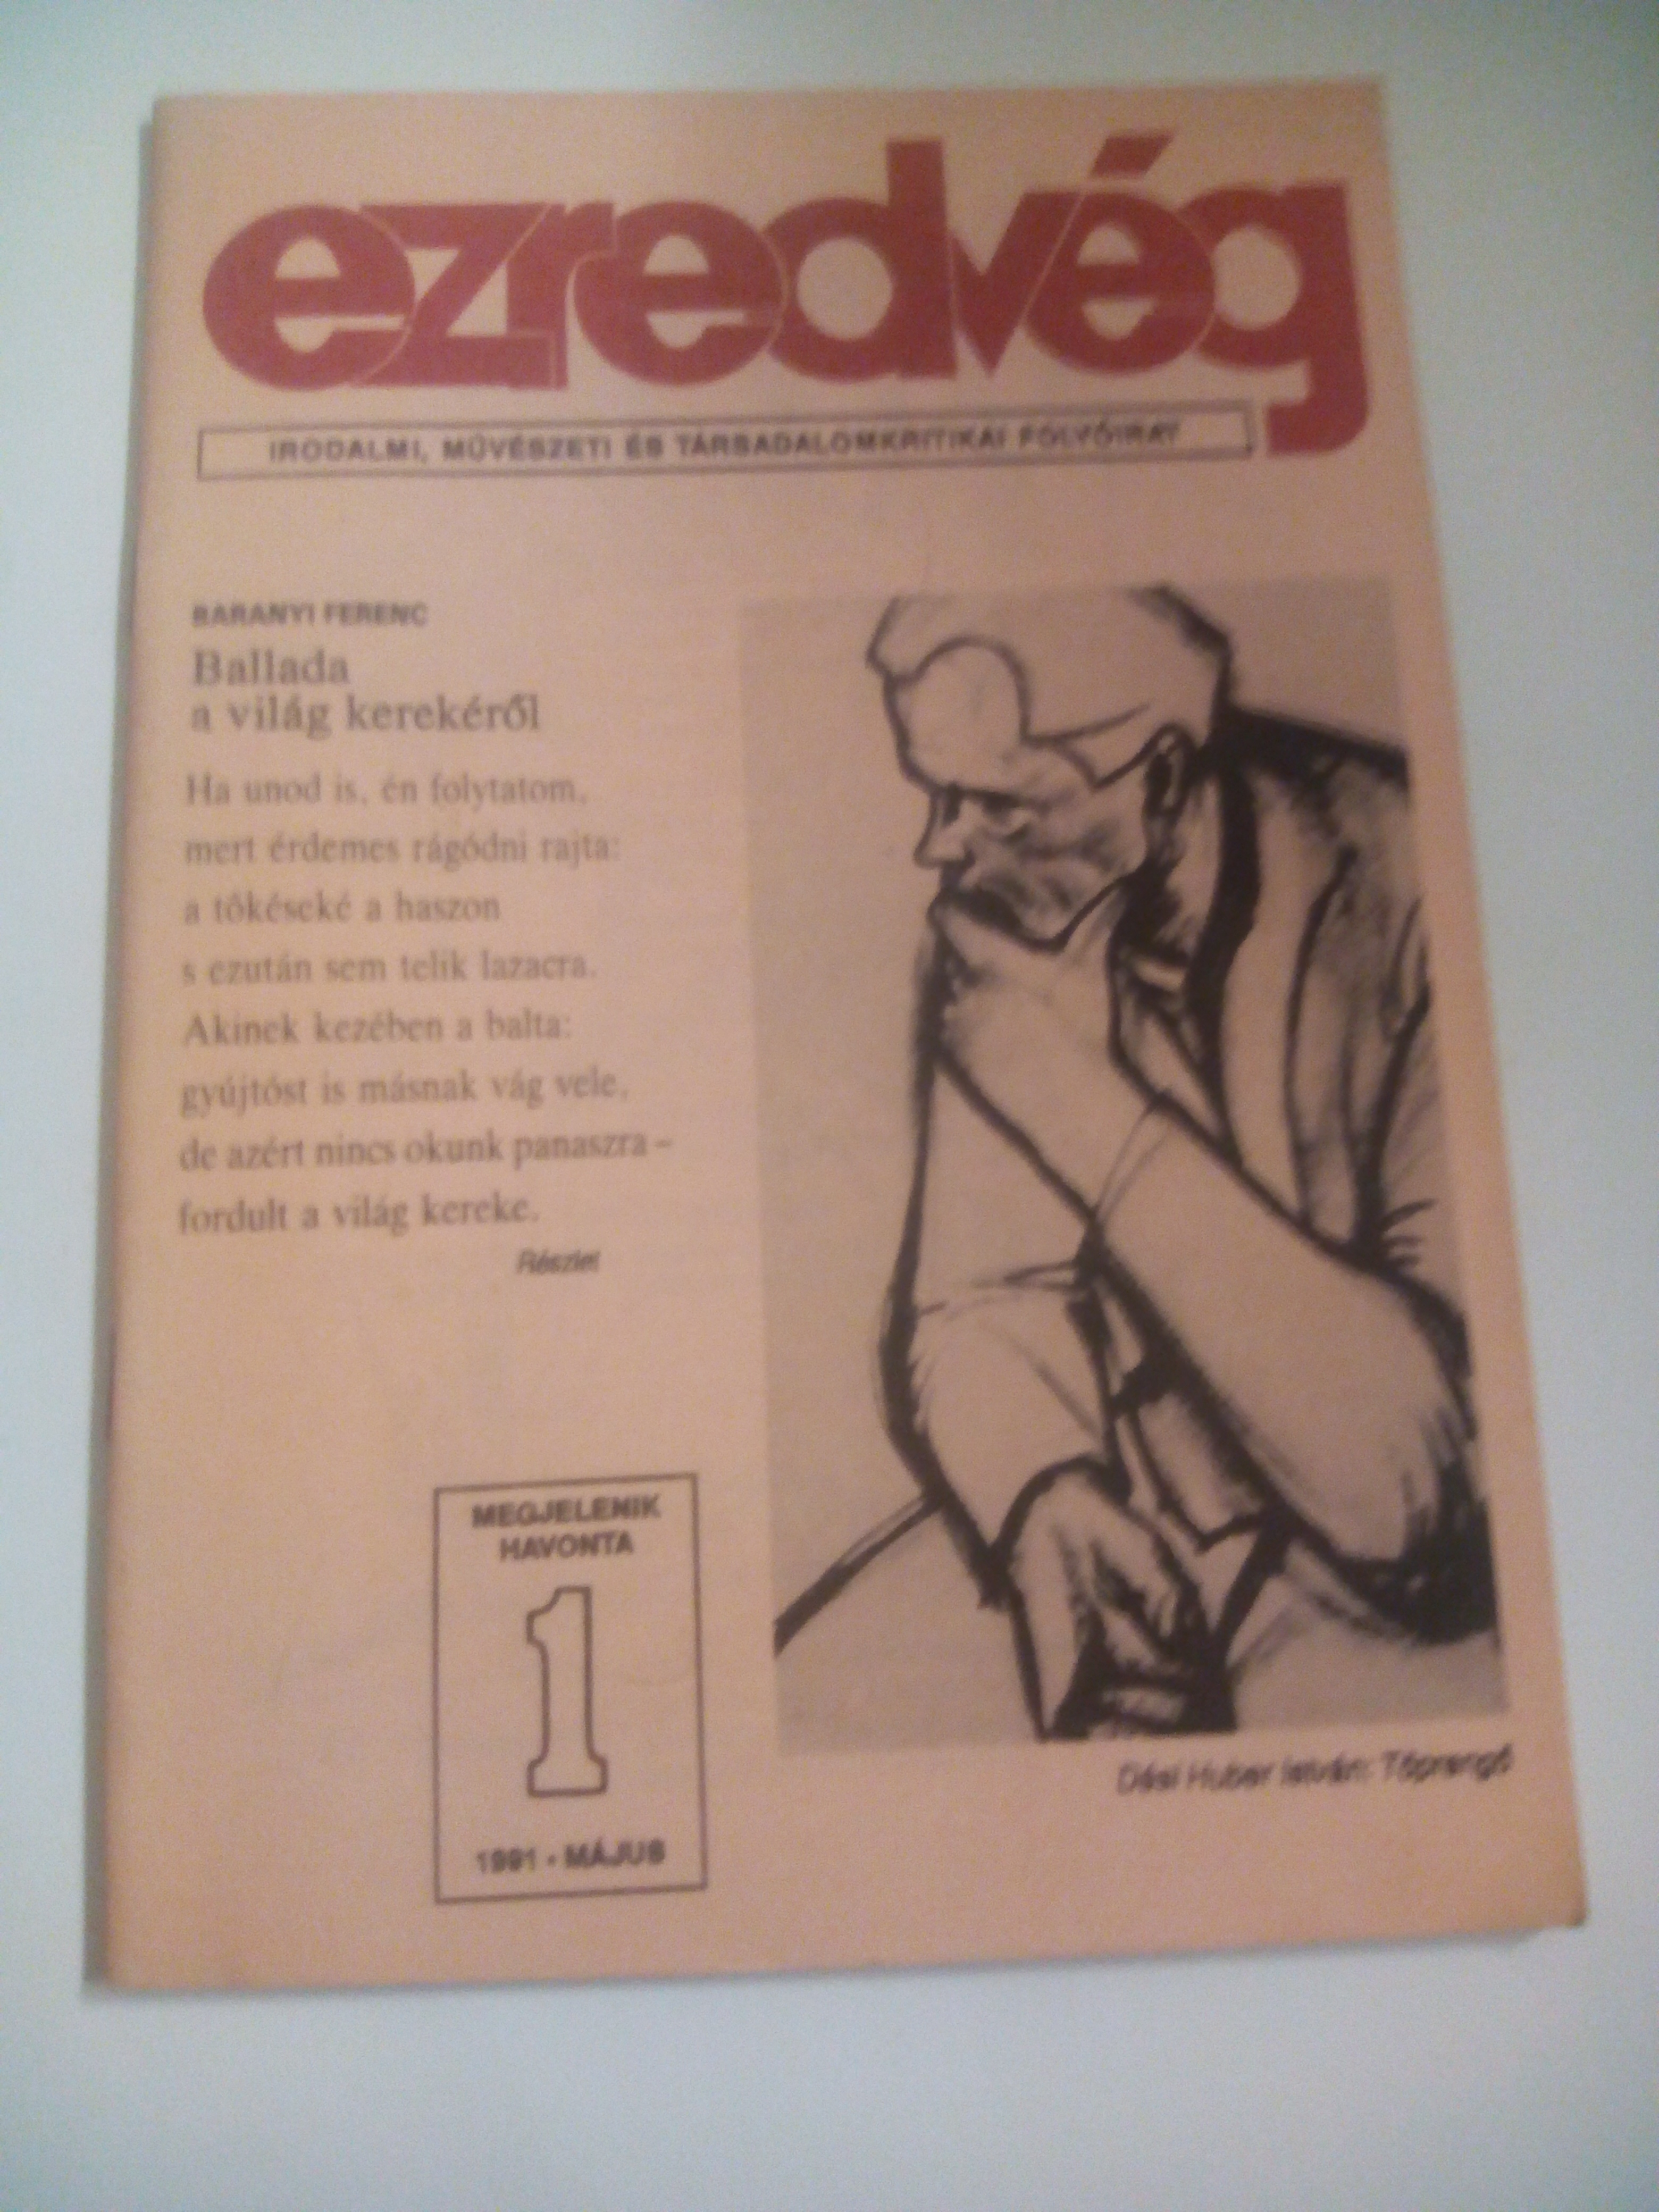 ezredvég
IRODALMI, MŰVÉSZETI ÉS TÁRSADALOMKRITIKAI FOLYÓIRAT
BARANYI FERENC
Ballada
a világ kerekéről
Ha unod is, én folytatom,
mert érdemes rágódni rajta:
a tőkéseké a haszon
s ezután sem telik lazacra.
Akinek kezében a balta:
gyújtóst is másnak vág vele,
de azért nincs okunk panaszra –
fordult a világ kereke.
Részlet
MEGJELENIK
HAVONTA
1
1991 • MÁJUS
Dési Huber István: Töprengő